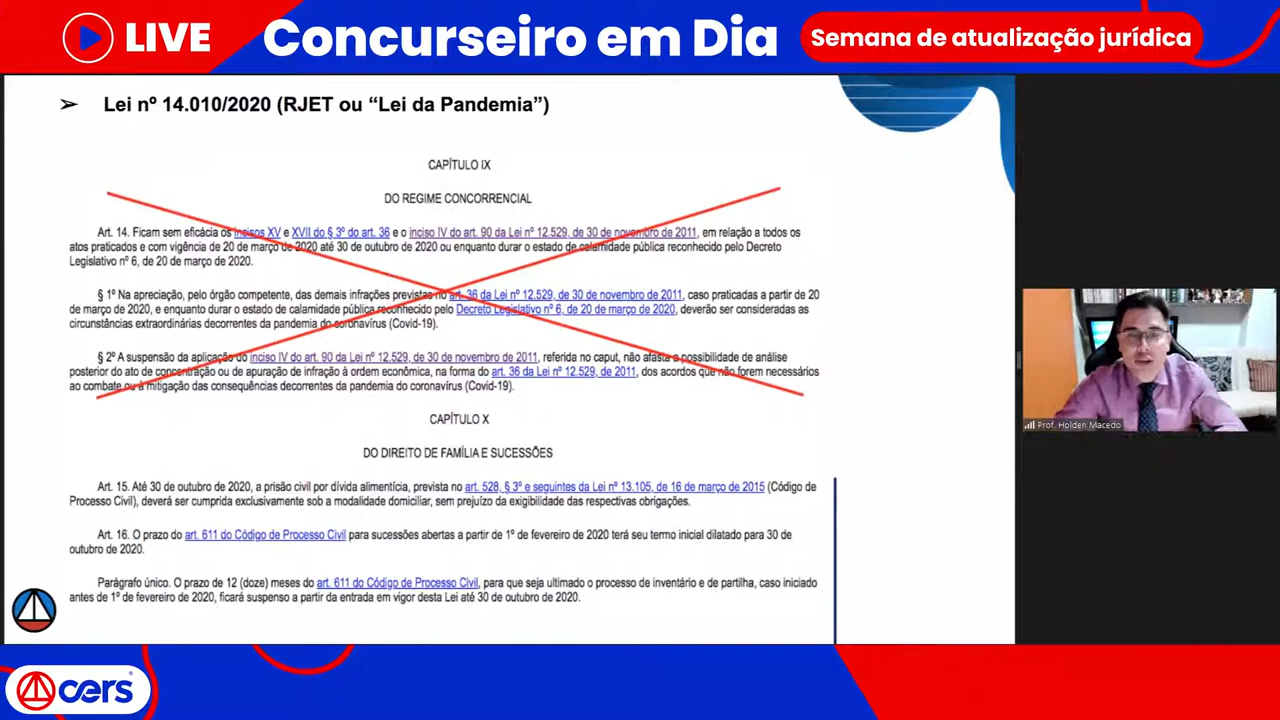 LIVE
Concurseiro em Dia
Semana de atualização jurídica
➢ Lei nº 14.010/2020 (RJET ou “Lei da Pandemia”)
CAPÍTULO IX
DO REGIME CONCORRENCIAL
Art. 14. Ficam sem eficácia os incisos XV e XVII do § 3º do art. 36 e o inciso IV do art. 90 da Lei nº 12.529, de 30 de novembro de 2011, em relação a todos os
atos praticados e com vigência de 20 de março de 2020 até 30 de outubro de 2020 ou enquanto durar o estado de calamidade pública reconhecido pelo Decreto
Legislativo nº 6, de 20 de março de 2020.
§ 1º Na apreciação, pelo órgão competente, das demais infrações previstas no art. 36 da Lei nº 12.529, de 30 de novembro de 2011, caso praticadas a partir de 20
de março de 2020, e enquanto durar o estado de calamidade pública reconhecido pelo Decreto Legislativo nº 6, de 20 de março de 2020, deverão ser consideradas as
circunstâncias extraordinárias decorrentes da pandemia do coronavírus (Covid-19).
§ 2º A suspensão da aplicação do inciso IV do art. 90 da Lei nº 12.529, de 30 de novembro de 2011, referida no caput, não afasta a possibilidade de análise
posterior do ato de concentração ou de apuração de infração à ordem econômica, na forma do art. 36 da Lei nº 12.529, de 2011, dos acordos que não forem necessários
ao combate ou à mitigação das consequências decorrentes da pandemia do coronavírus (Covid-19).
CAPÍTULO X
DO DIREITO DE FAMÍLIA E SUCESSÕES
Art. 15. Até 30 de outubro de 2020, a prisão civil por dívida alimentícia, prevista no art. 528, § 3º e seguintes da Lei nº 13.105, de 16 de março de 2015 (Código de
Processo Civil), deverá ser cumprida exclusivamente sob a modalidade domiciliar, sem prejuízo da exigibilidade das respectivas obrigações.
Art. 16. O prazo do art. 611 do Código de Processo Civil para sucessões abertas a partir de 1º de fevereiro de 2020 terá seu termo inicial dilatado para 30 de
outubro de 2020.
Parágrafo único. O prazo de 12 (doze) meses do art. 611 do Código de Processo Civil, para que seja ultimado o processo de inventário e de partilha, caso iniciado
antes de 1º de fevereiro de 2020, ficará suspenso a partir da entrada em vigor desta Lei até 30 de outubro de 2020.
Prof. Holden Macedo
cers